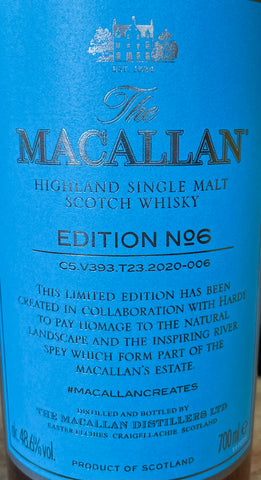 EST. 1824
The
MACALLAN
HIGHLAND SINGLE MALT
SCOTCH WHISKY
EDITION Nº6
C5.V393.T23.2020-006
THIS LIMITED EDITION HAS BEEN
CREATED IN COLLABORATION WITH HARDY
TO PAY HOMAGE TO THE NATURAL
LANDSCAPE AND THE INSPIRING RIVER
SPEY WHICH FORM PART OF THE
MACALLAN'S ESTATE.
#MACALLANCREATES
DISTILLED AND BOTTLED BY
THE MACALLAN DISTILLERS LTD
EASTER ELCHIES CRAIGELLACHIE SCOTLAND
alc. 48.6% vol. 700ml e
PRODUCT OF SCOTLAND